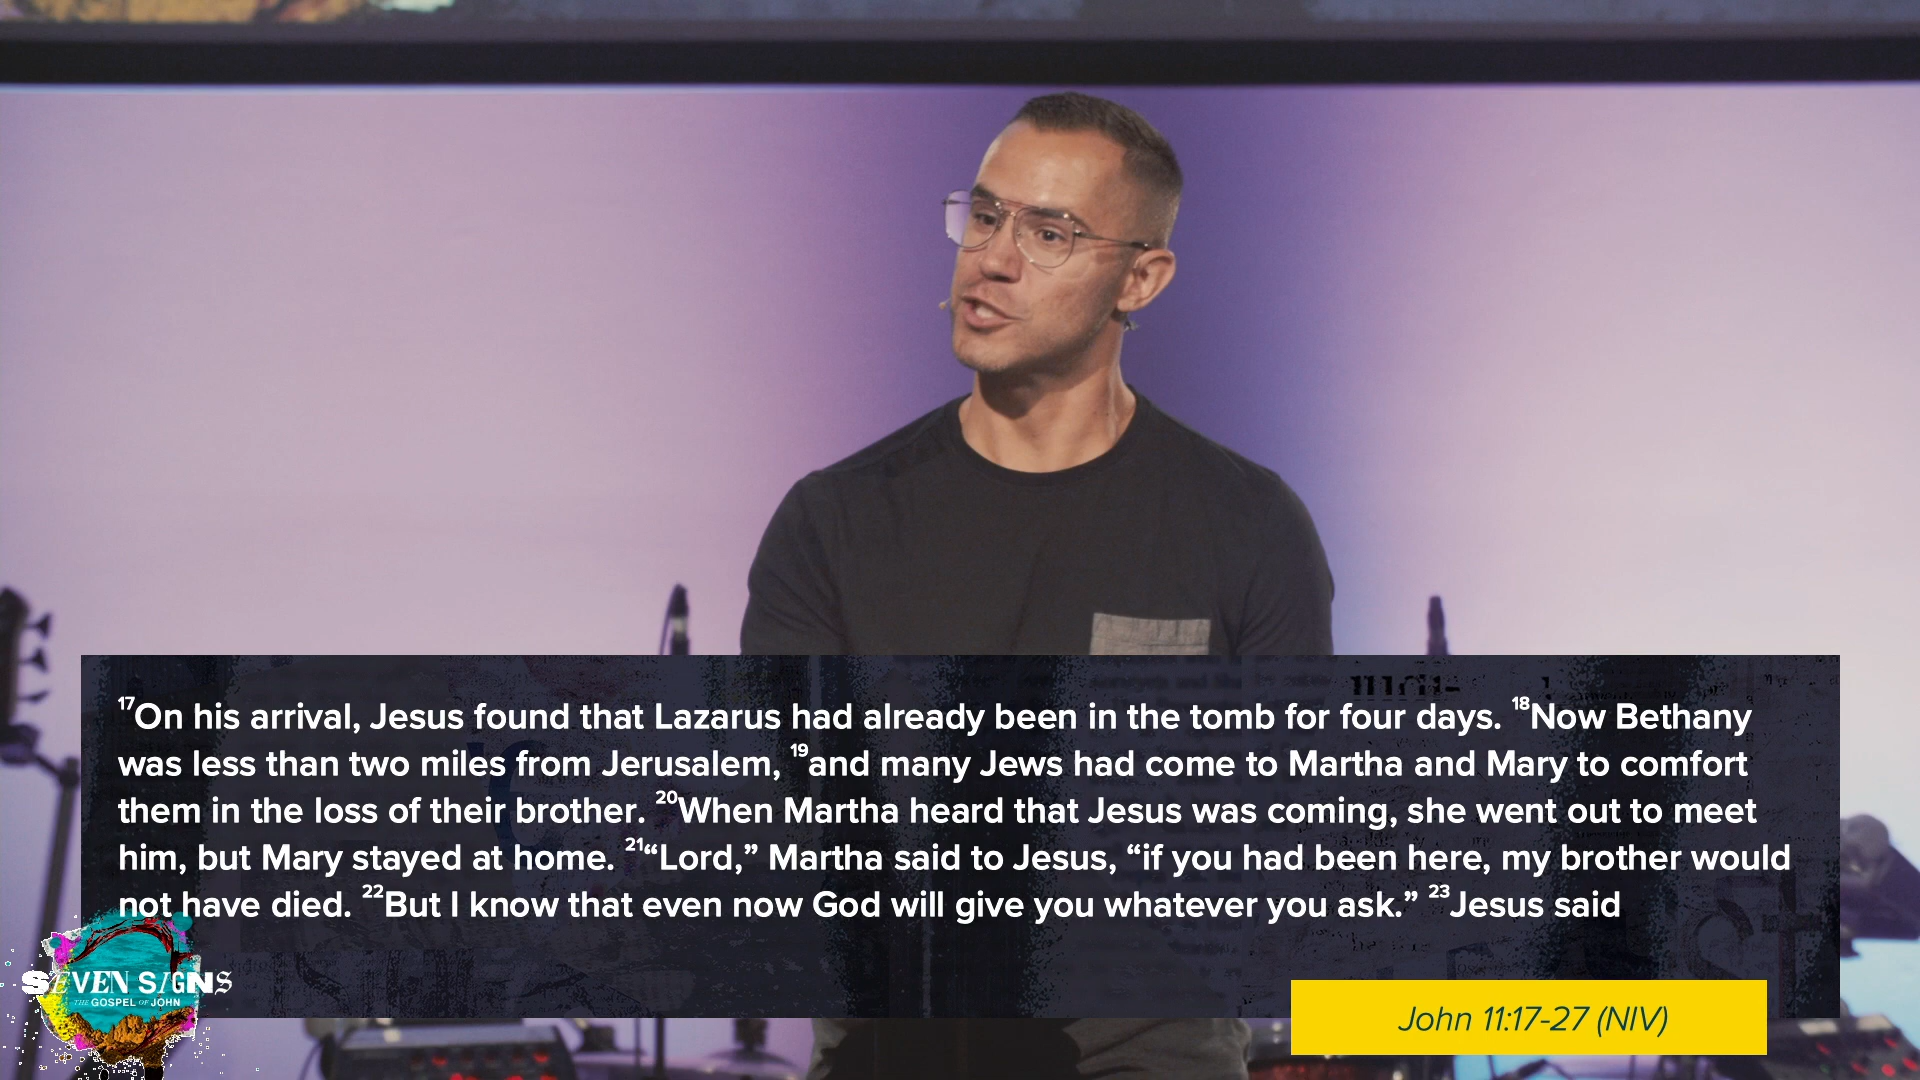 ¹⁷On his arrival, Jesus found that Lazarus had already been in the tomb for four days. ¹⁸Now Bethany
was less than two miles from Jerusalem, ¹⁹and many Jews had come to Martha and Mary to comfort
them in the loss of their brother. ²⁰When Martha heard that Jesus was coming, she went out to meet
him, but Mary stayed at home. ²¹“Lord,” Martha said to Jesus, “if you had been here, my brother would
not have died. ²²But I know that even now God will give you whatever you ask.” ²³Jesus said
SEVEN SIGNS
THE GOSPEL OF JOHN
John 11:17-27 (NIV)